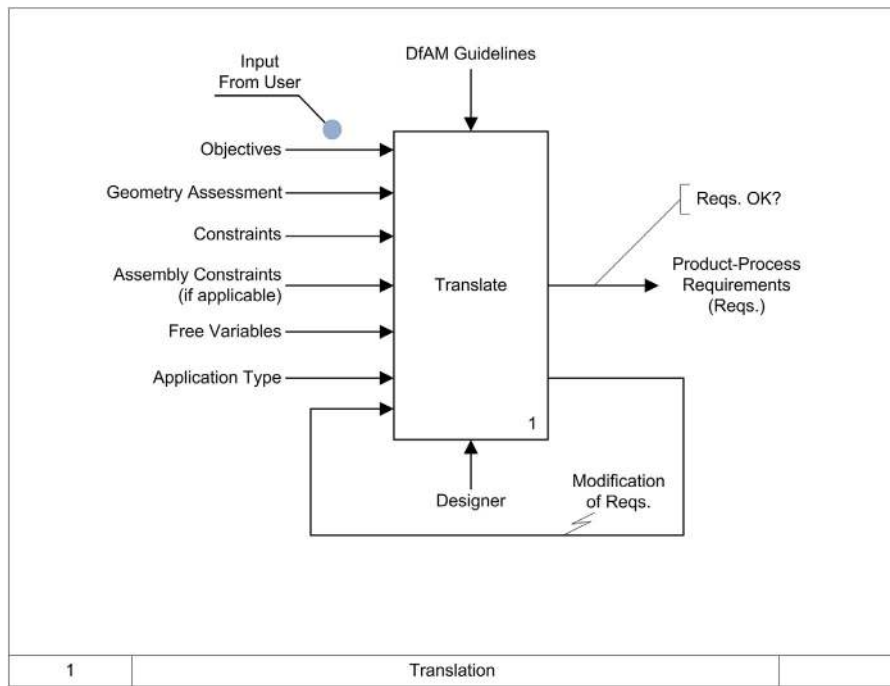 Input
From User
DfAM Guidelines
Objectives
Geometry Assessment
Constraints
Assembly Constraints
(if applicable)
Free Variables
Application Type
Translate
1
Reqs. OK?
Product-Process
Requirements
(Reqs.)
Designer
Modification
of Reqs.
1
Translation